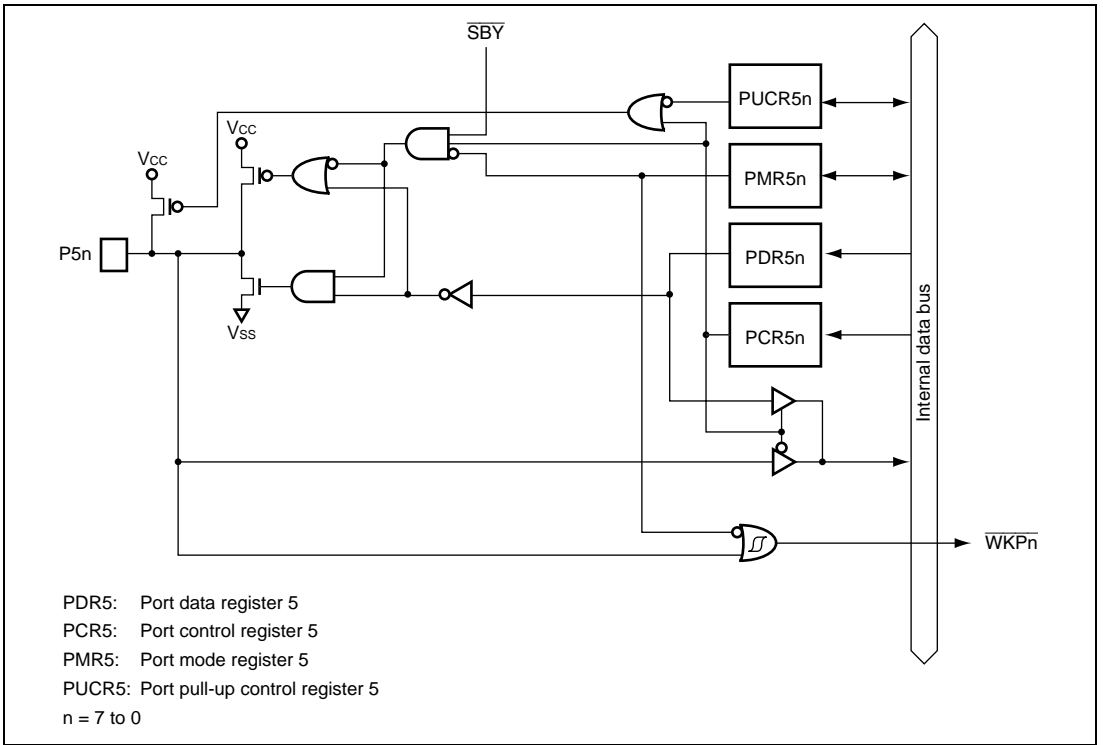 SBY
PUCR5n
VCC
VCC
PMR5n
P5n
PDR5n
VSS
PCR5n
Internal data bus
WKPn
PDR5: Port data register 5
PCR5: Port control register 5
PMR5: Port mode register 5
PUCR5: Port pull-up control register 5
n = 7 to 0